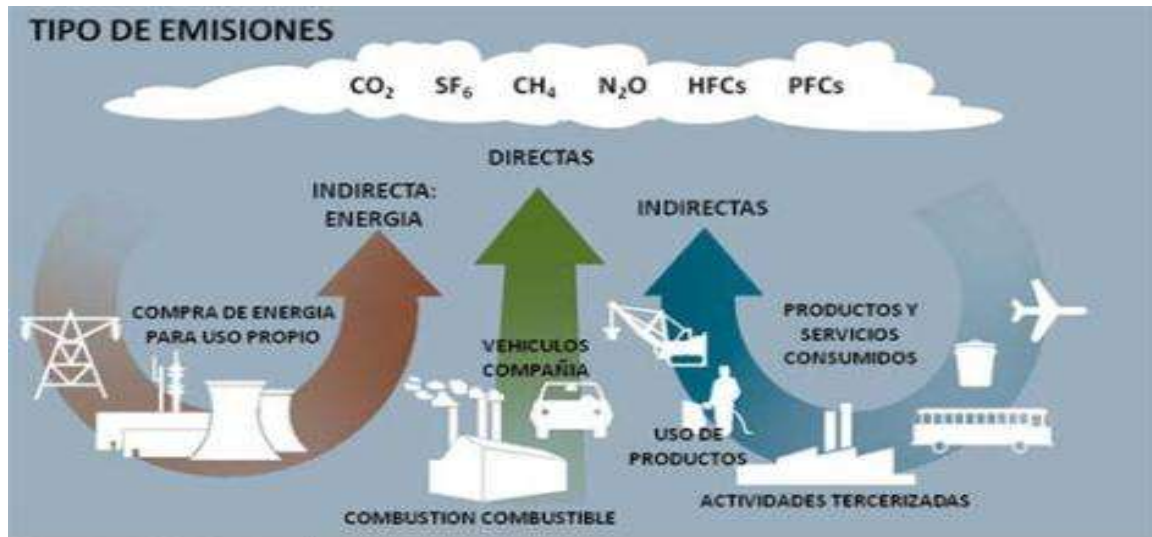 TIPO DE EMISIONES
CO₂ SF₆ CH₄ N₂O HFCs PFCs
DIRECTAS
INDIRECTA:
ENERGIA
INDIRECTAS
COMPRA DE ENERGIA
PARA USO PROPIO
VEHICULOS
COMPAÑIA
PRODUCTOS Y
SERVICIOS
CONSUMIDOS
USO DE
PRODUCTOS
ACTIVIDADES TERCERIZADAS
COMBUSTION COMBUSTIBLE